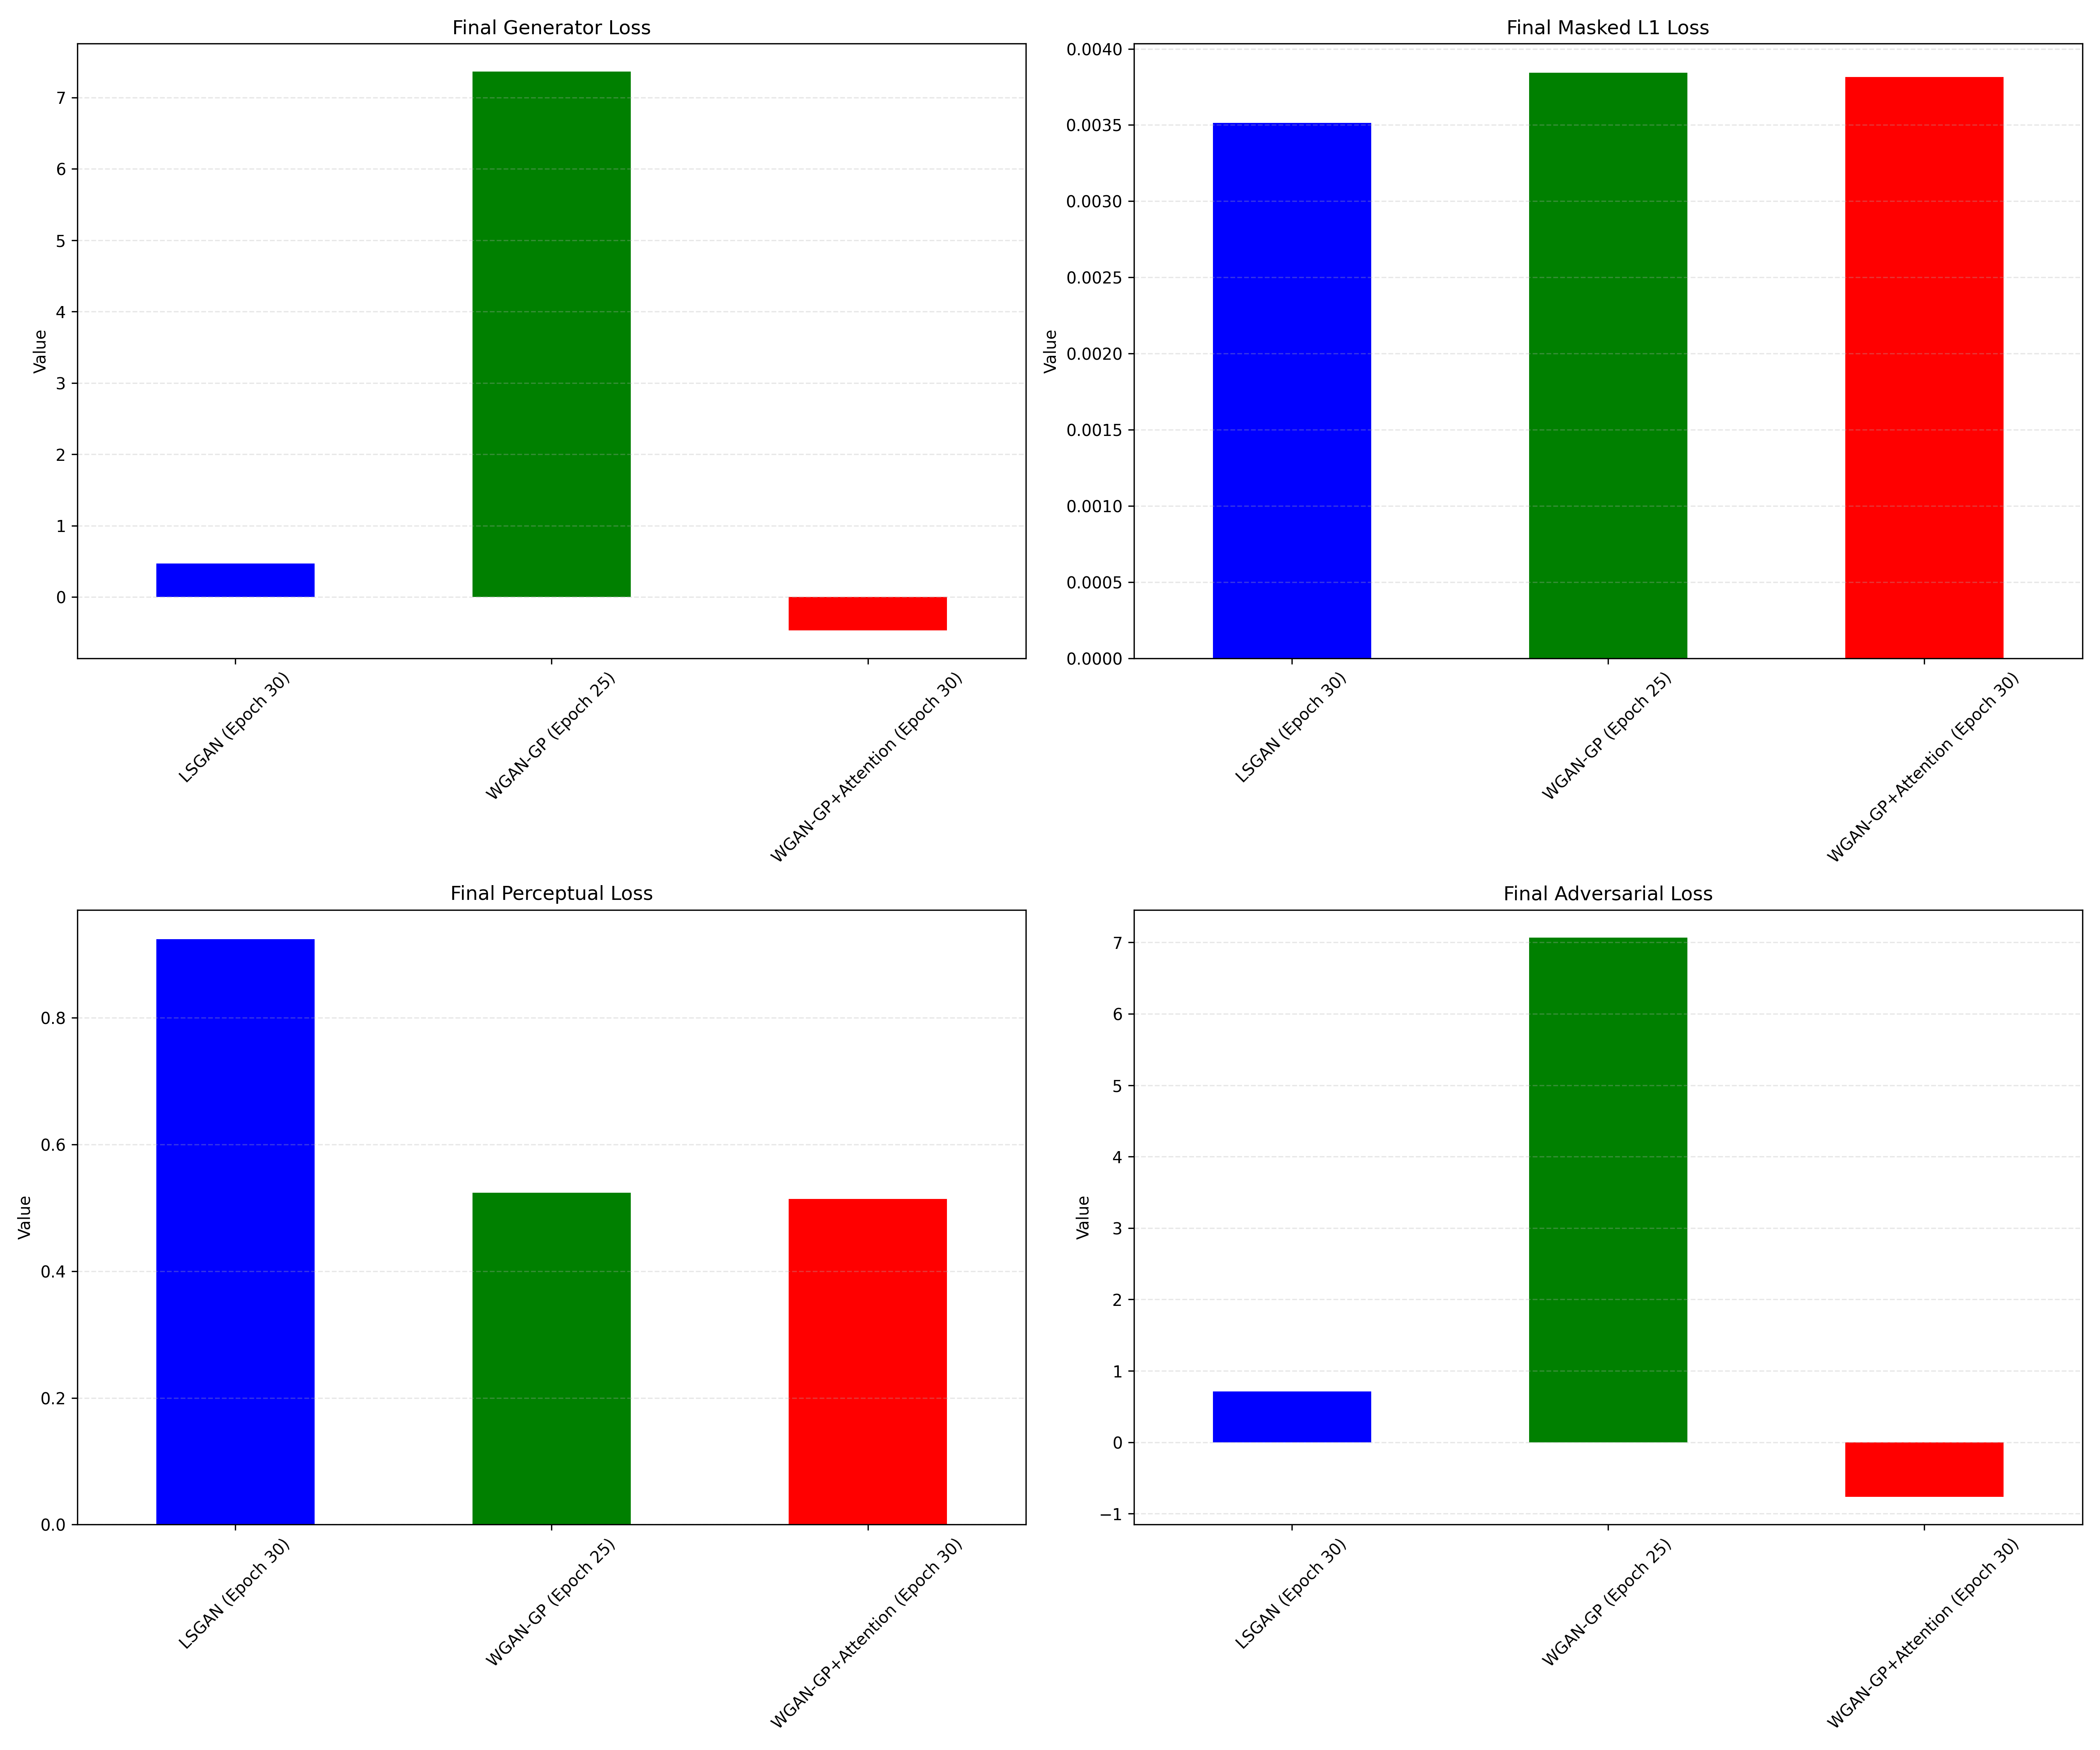 Final Generator Loss
Value
7
6
5
4
3
2
1
0
LSGAN (Epoch 30)
WGAN-GP (Epoch 25)
WGAN-GP+Attention (Epoch 30)
Final Masked L1 Loss
Value
0.0040
0.0035
0.0030
0.0025
0.0020
0.0015
0.0010
0.0005
0.0000
LSGAN (Epoch 30)
WGAN-GP (Epoch 25)
WGAN-GP+Attention (Epoch 30)
Final Perceptual Loss
Value
0.8
0.6
0.4
0.2
0.0
LSGAN (Epoch 30)
WGAN-GP (Epoch 25)
WGAN-GP+Attention (Epoch 30)
Final Adversarial Loss
Value
7
6
5
4
3
2
1
0
−1
LSGAN (Epoch 30)
WGAN-GP (Epoch 25)
WGAN-GP+Attention (Epoch 30)